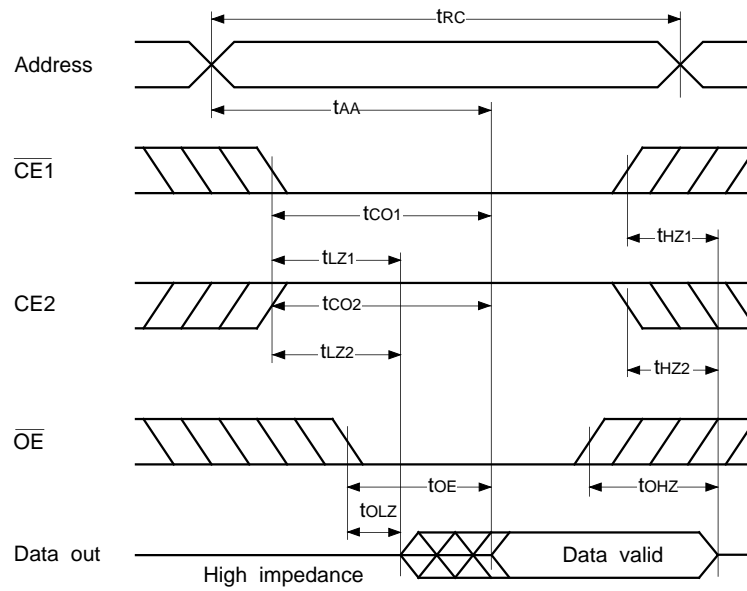 tRC
Address
tAA
CE1
tCO1
tHZ1
tLZ1
CE2
tCO2
tLZ2
tHZ2
OE
tOE
tOHZ
tOLZ
Data out
Data valid
High impedance